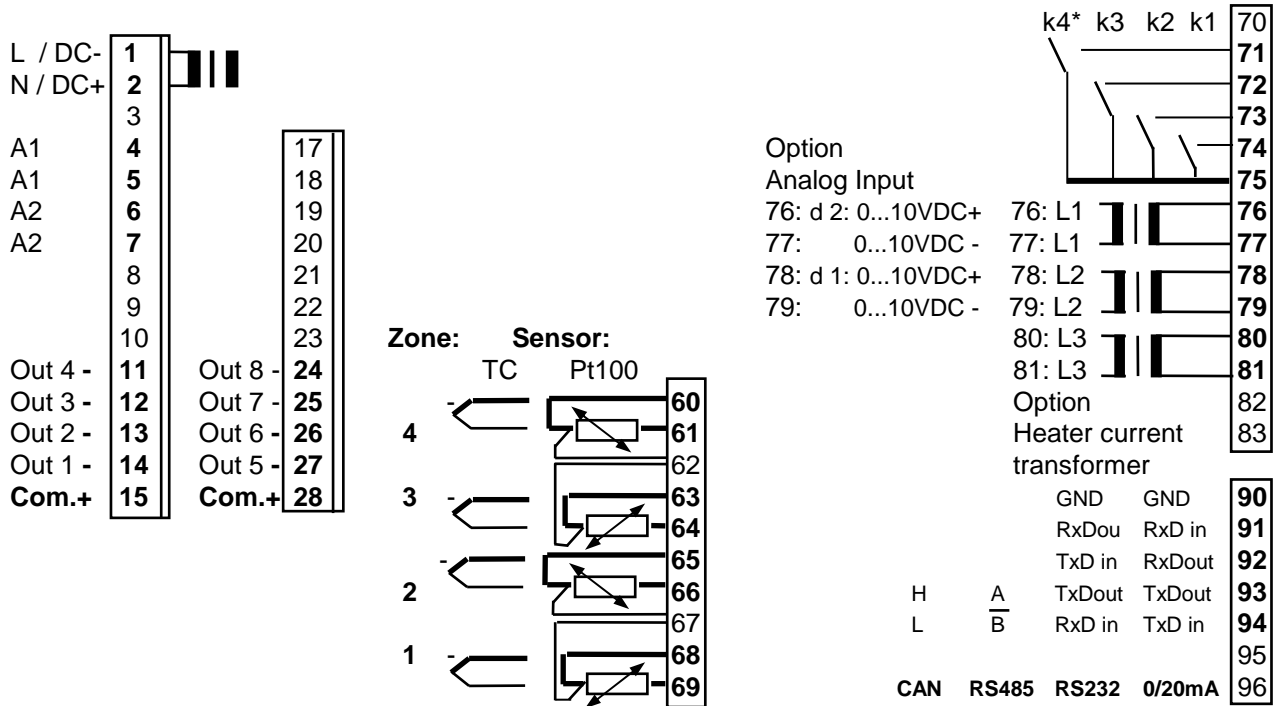 k4* k3 k2 k1 70
71
L / DC- 1
N / DC+ 2 72
3 73
A1 4 17 Option 74
A1 5 18 Analog Input 75
A2 6 19 76: d 2: 0...10VDC+ 76: L1 76
A2 7 20 77: 0...10VDC - 77: L1 77
8 21 78: d 1: 0...10VDC+ 78: L2 78
9 22 79: 0...10VDC - 79: L2 79
10 23 Zone: Sensor: 80: L3 80
Out 4 - 11 Out 8 - 24 TC Pt100 81: L3 81
Out 3 - 12 Out 7 - 25 - 60 Option 82
Out 2 - 13 Out 6 - 26 4 61 Heater current 83
Out 1 - 14 Out 5 - 27 62 transformer
Com.+ 15 Com.+ 28 3 - 63 GND GND 90
64 RxDou RxD in 91
- 65 TxD in RxDout 92
2 66 H A TxDout TxDout 93
67 L B RxD in TxD in 94
1 - 68 95
69 CAN RS485 RS232 0/20mA 96